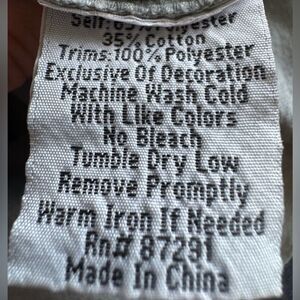 Self: 65% Polyester
35% Cotton
Trims:100% Polyester
Exclusive Of Decoration
Machine Wash Cold
With Like Colors
No Bleach
Tumble Dry Low
Remove Promptly
Warm Iron If Needed
Rn# 87291
Made In China